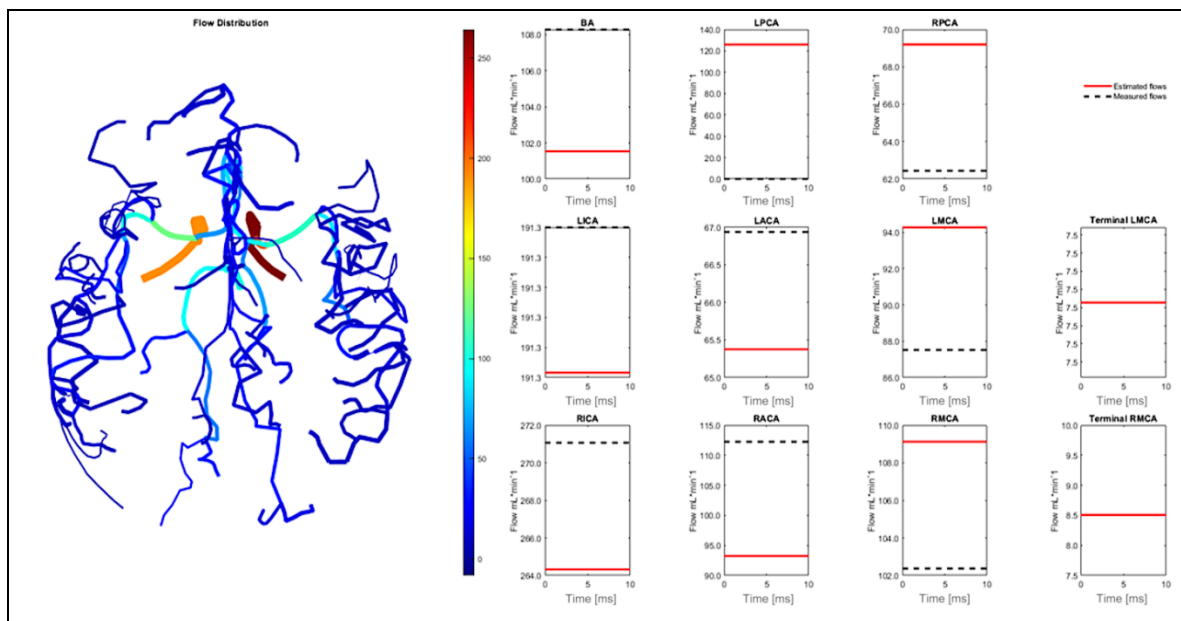 Flow Distribution
250
200
150
100
50
0
BA
108.0
106.0
104.0
102.0
100.0
Flow mL*min^1
0 5 10
Time [ms]
LPCA
140.0
120.0
100.0
80.0
60.0
40.0
20.0
0.0
Flow mL*min^1
0 5 10
Time [ms]
RPCA
70.0
68.0
66.0
64.0
62.0
Flow mL*min^1
0 5 10
Time [ms]
Estimated flows
Measured flows
LICA
191.3
191.3
191.3
191.3
191.3
191.3
Flow mL*min^1
0 5 10
Time [ms]
LACA
67.0
66.5
66.0
65.5
65.0
Flow mL*min^1
0 5 10
Time [ms]
LMCA
94.0
92.0
90.0
88.0
86.0
Flow mL*min^1
0 5 10
Time [ms]
Terminal LMCA
7.5
7.5
7.5
7.5
7.5
7.5
7.5
Flow mL*min^1
0 5 10
Time [ms]
RICA
272.0
270.0
268.0
266.0
264.0
Flow mL*min^1
0 5 10
Time [ms]
RACA
115.0
110.0
105.0
100.0
95.0
90.0
Flow mL*min^1
0 5 10
Time [ms]
RMCA
110.0
108.0
106.0
104.0
102.0
Flow mL*min^1
0 5 10
Time [ms]
Terminal RMCA
10.0
9.5
9.0
8.5
8.0
7.5
Flow mL*min^1
0 5 10
Time [ms]